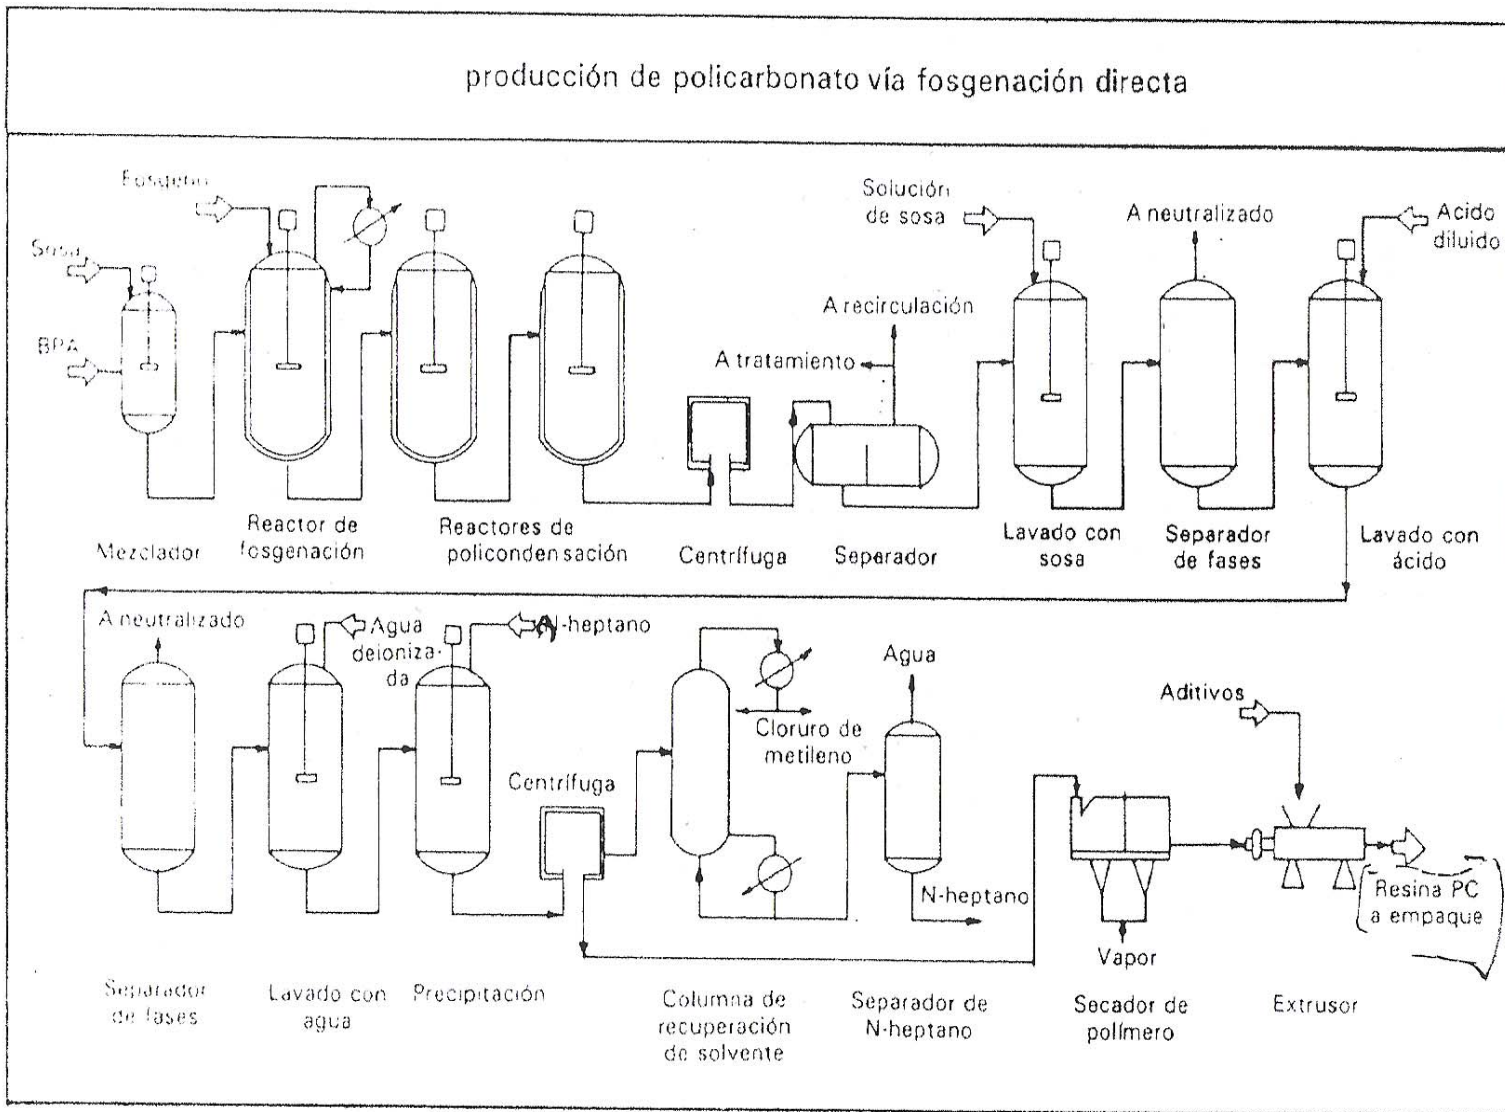 producción de policarbonato vía fosgenación directa
Fosgeno
Sosa
BPA
Solución
de sosa
A neutralizado
Acido
diluido
A recirculación
A tratamiento
Mezclador
Reactor de
fosgenación
Reactores de
policondensación
Centrífuga
Separador
Lavado con
sosa
Separador
de fases
Lavado con
ácido
A neutralizado
Agua
deioniza-
da
N-heptano
Centrífuga
Cloruro de
metileno
Agua
N-heptano
Aditivos
Vapor
Resina PC
a empaque
Separador
de fases
Lavado con
agua
Precipitación
Columna de
recuperación
de solvente
Separador de
N-heptano
Secador de
polímero
Extrusor